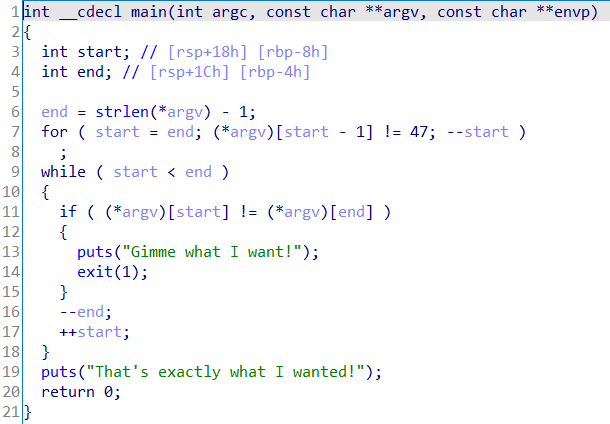 1 int __cdecl main(int argc, const char **argv, const char **envp)
2 {
3   int start; // [rsp+18h] [rbp-8h]
4   int end; // [rsp+1Ch] [rbp-4h]
5
6   end = strlen(*argv) - 1;
7   for ( start = end; (*argv)[start - 1] != 47; --start )
8     ;
9   while ( start < end )
10   {
11     if ( (*argv)[start] != (*argv)[end] )
12     {
13       puts("Gimme what I want!");
14       exit(1);
15     }
16     --end;
17     ++start;
18   }
19   puts("That's exactly what I wanted!");
20   return 0;
21 }